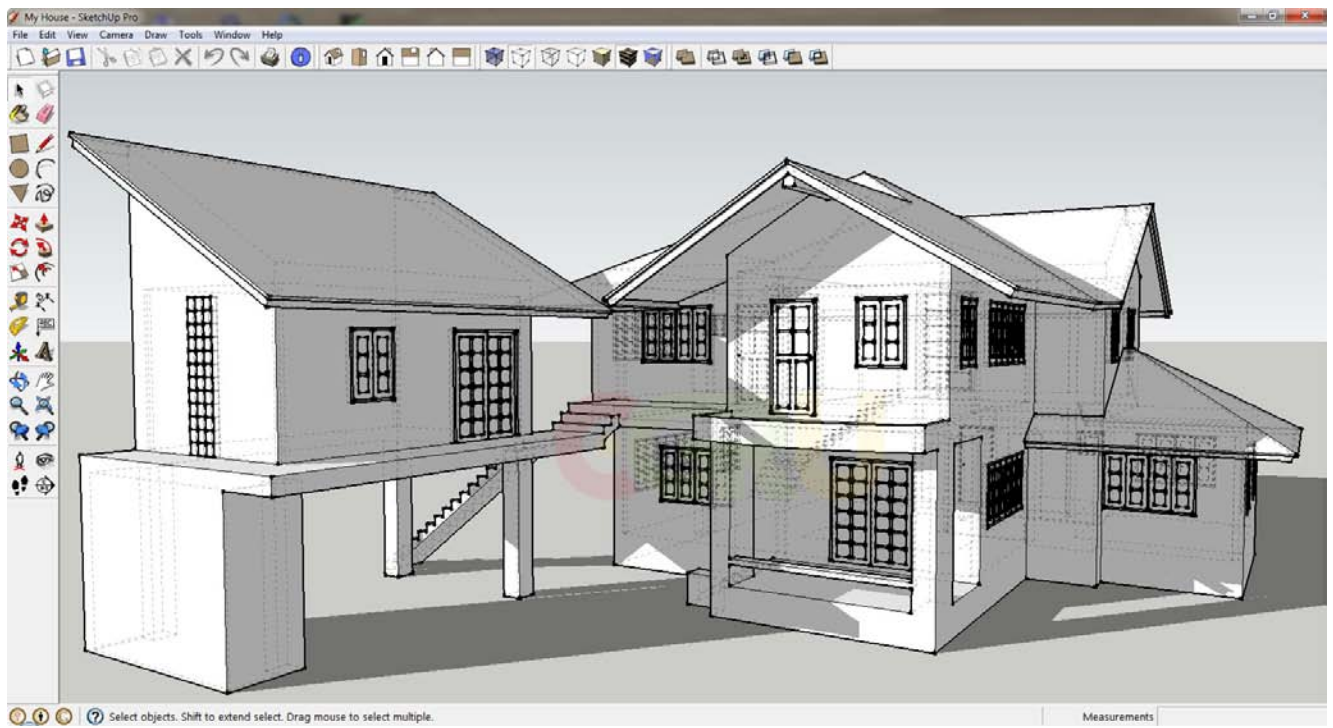 My House - SketchUp Pro
File Edit View Camera Draw Tools Window Help
Select objects. Shift to extend select. Drag mouse to select multiple.
Measurements